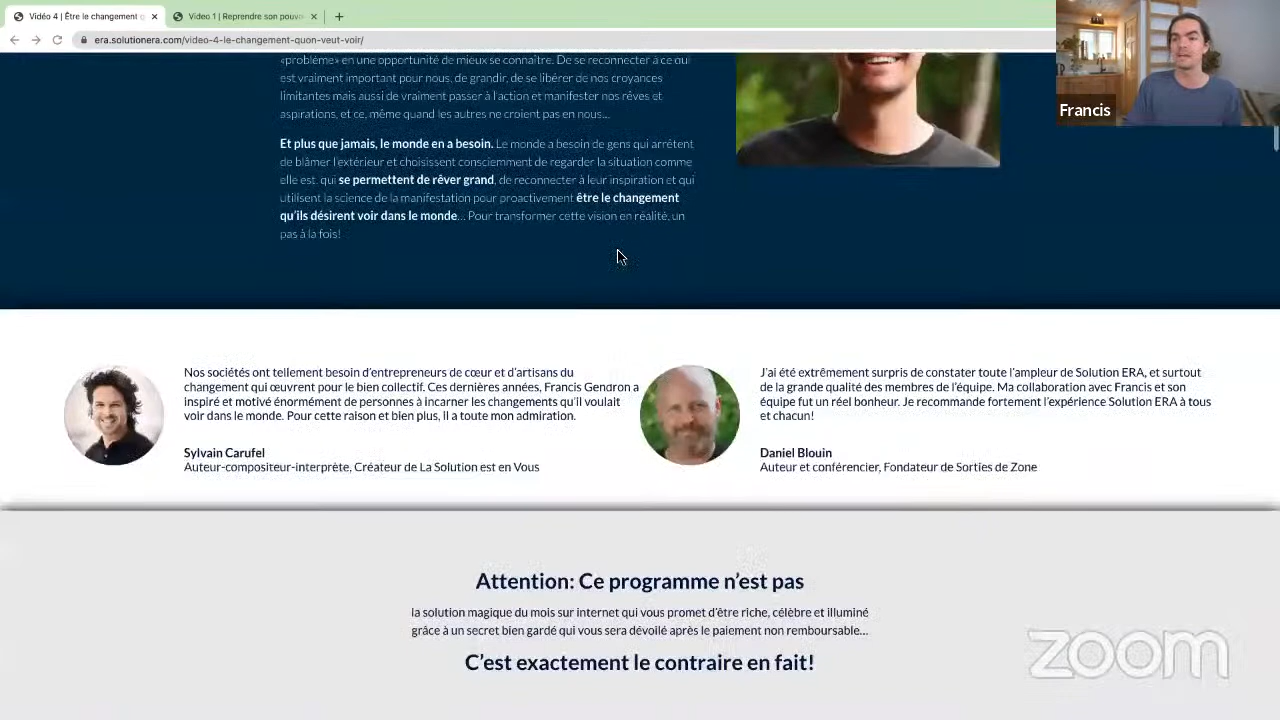 Vidéo 4 | Être le changement q
Vidéo 1 | Reprendre son pouvo
era.solutionera.com/video-4-le-changement-quon-veut-voir/
Francis
«problème» en une opportunité de mieux se connaître. De se reconnecter à ce qui
est vraiment important pour nous, de grandir, de se libérer de nos croyances
limitantes mais aussi de vraiment passer à l'action et manifester nos rêves et
aspirations, et ce, même quand les autres ne croient pas en nous...
Et plus que jamais, le monde en a besoin. Le monde a besoin de gens qui arrêtent
de blâmer l'extérieur et choisissent consciemment de regarder la situation comme
elle est, qui se permettent de rêver grand, de reconnecter à leur inspiration et qui
utilisent la science de la manifestation pour proactivement être le changement
qu'ils désirent voir dans le monde... Pour transformer cette vision en réalité, un
pas à la fois!
Nos sociétés ont tellement besoin d'entrepreneurs de cœur et d'artisans du
changement qui œuvrent pour le bien collectif. Ces dernières années, Francis Gendron a
inspiré et motivé énormément de personnes à incarner les changements qu'il voulait
voir dans le monde. Pour cette raison et bien plus, il a toute mon admiration.
Sylvain Carufel
Auteur-compositeur-interprète, Créateur de La Solution est en Vous
J'ai été extrêmement surpris de constater toute l'ampleur de Solution ERA, et surtout
de la grande qualité des membres de l'équipe. Ma collaboration avec Francis et son
équipe fut un réel bonheur. Je recommande fortement l'expérience Solution ERA à tous
et chacun!
Daniel Blouin
Auteur et conférencier, Fondateur de Sorties de Zone
Attention: Ce programme n'est pas
la solution magique du mois sur internet qui vous promet d'être riche, célèbre et illuminé
grâce à un secret bien gardé qui vous sera dévoilé après le paiement non remboursable...
C'est exactement le contraire en fait!
zoom